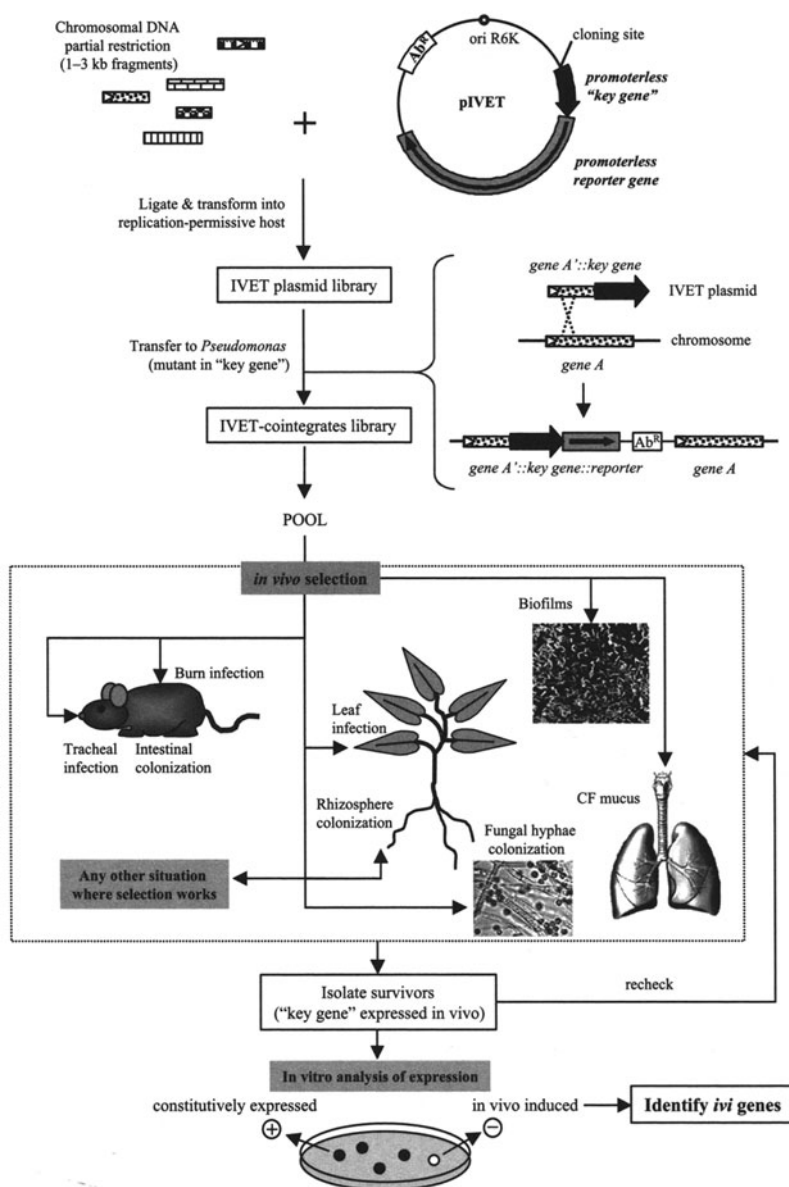 Chromosomal DNA
partial restriction
(1–3 kb fragments)
+
Ab^R
ori R6K
cloning site
pIVET
promoterless
"key gene"
promoterless
reporter gene
Ligate & transform into
replication-permissive host
IVET plasmid library
Transfer to Pseudomonas
(mutant in "key gene")
IVET-cointegrates library
gene A'::key gene
IVET plasmid
chromosome
gene A
Ab^R
gene A'::key gene::reporter
gene A
POOL
in vivo selection
Burn infection
Tracheal
infection
Intestinal
colonization
Leaf
infection
Rhizosphere
colonization
Biofilms
CF mucus
Fungal hyphae
colonization
Any other situation
where selection works
Isolate survivors
("key gene" expressed in vivo)
recheck
In vitro analysis of expression
constitutively expressed
+
in vivo induced
−
Identify ivi genes